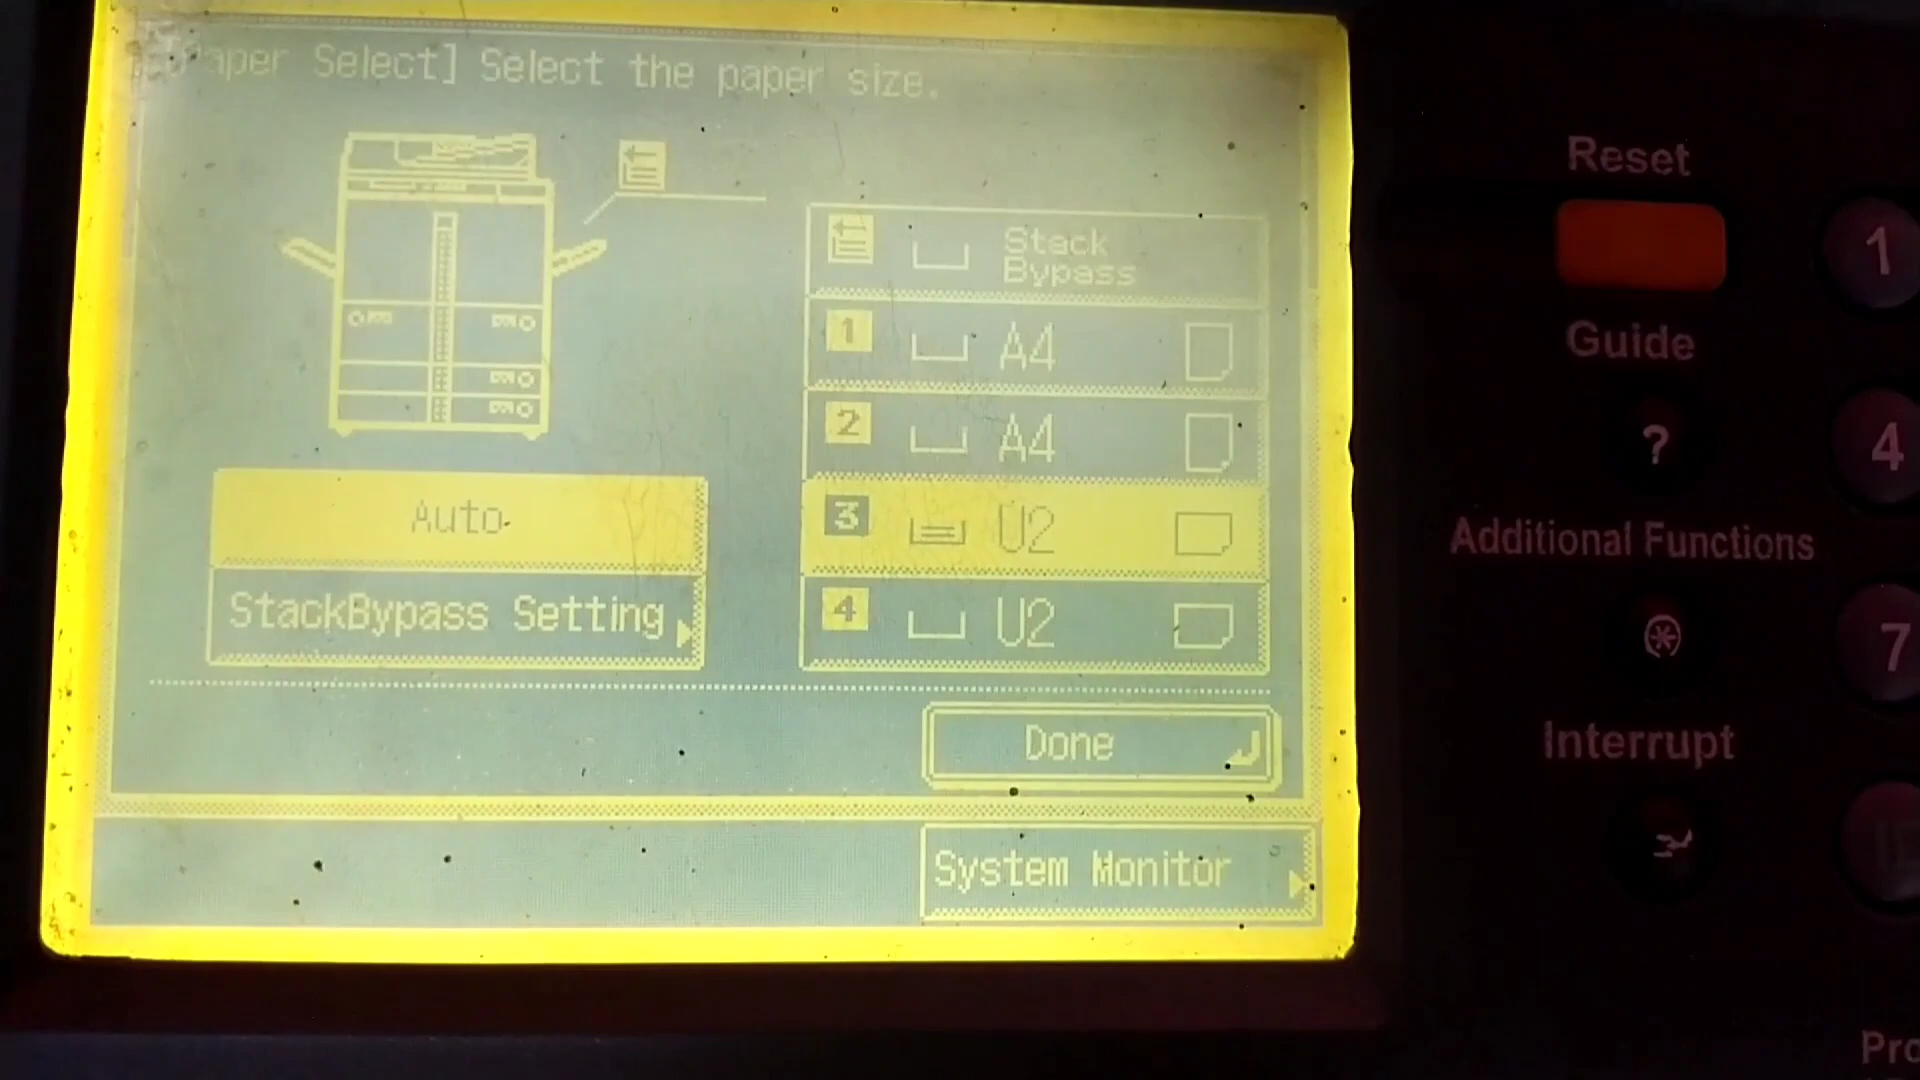 Paper Select] Select the paper size.
Stack
Bypass
1 A4
2 A4
3 U2
4 U2
Auto
StackBypass Setting
Done
System Monitor
Reset
Guide
?
Additional Functions
Interrupt
1
4
7